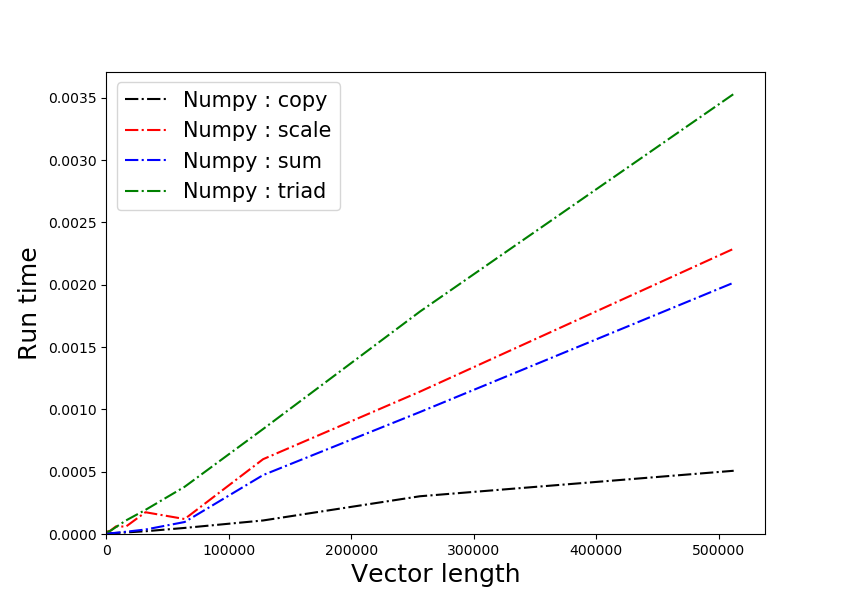 Numpy : copy
Numpy : scale
Numpy : sum
Numpy : triad
0.0035
0.0030
0.0025
0.0020
0.0015
0.0010
0.0005
0.0000
Run time
0 100000 200000 300000 400000 500000
Vector length